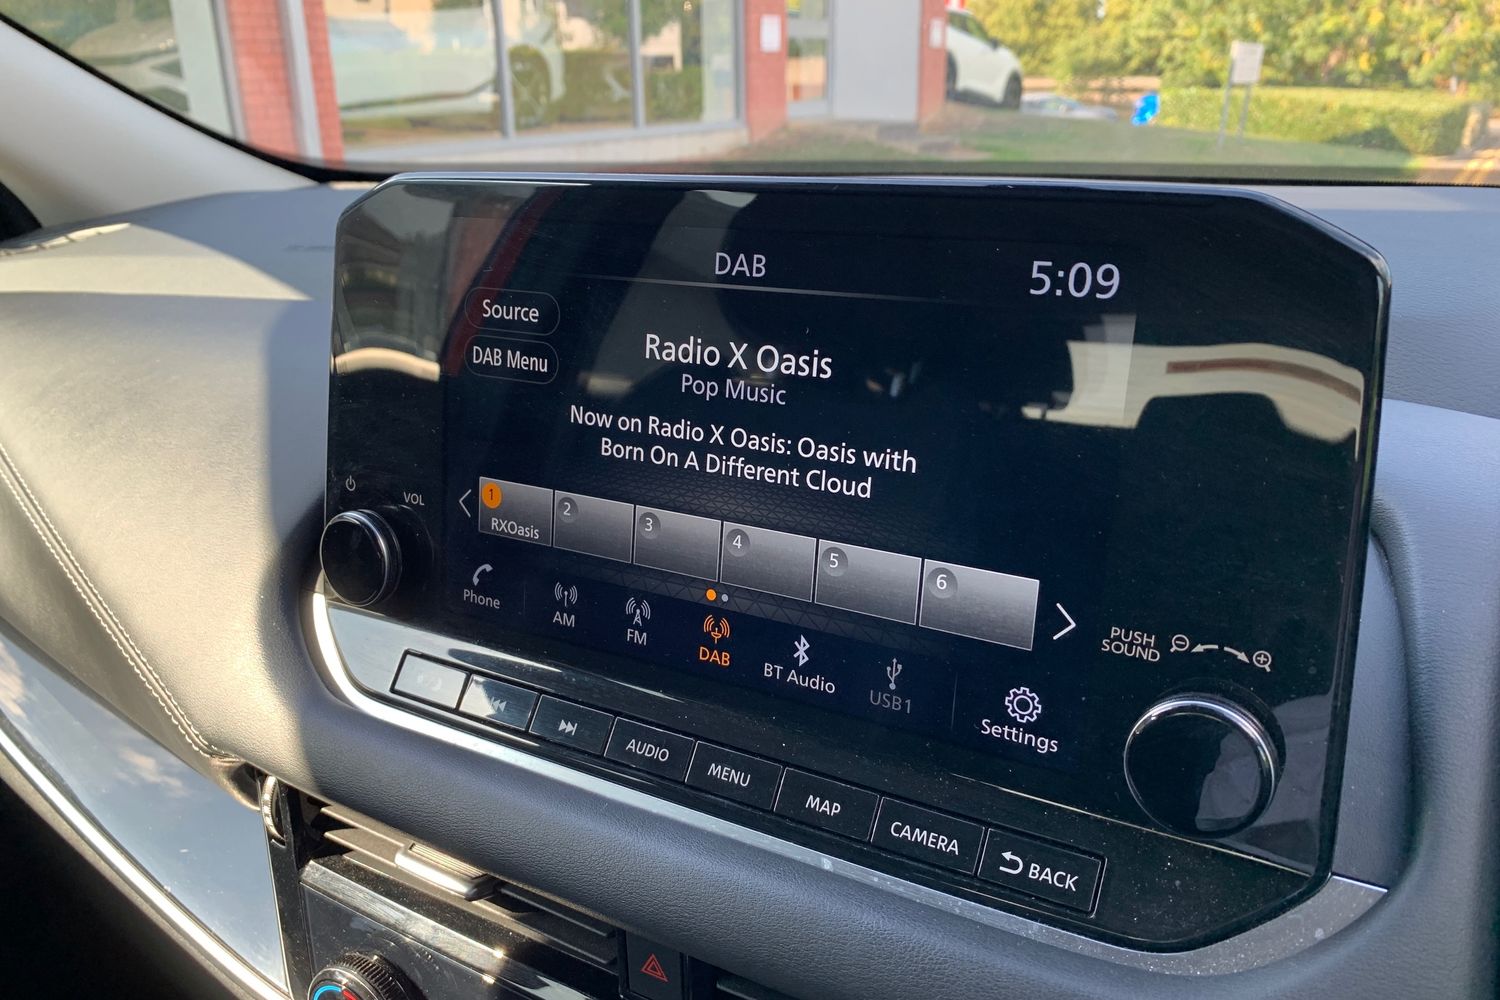 DAB
5:09
Source
DAB Menu
Radio X Oasis
Pop Music
Now on Radio X Oasis: Oasis with
Born On A Different Cloud
VOL
1
RXOasis
2
3
4
5
6
Phone
AM
FM
DAB
BT Audio
USB1
Settings
PUSH
SOUND
AUDIO
MENU
MAP
CAMERA
BACK